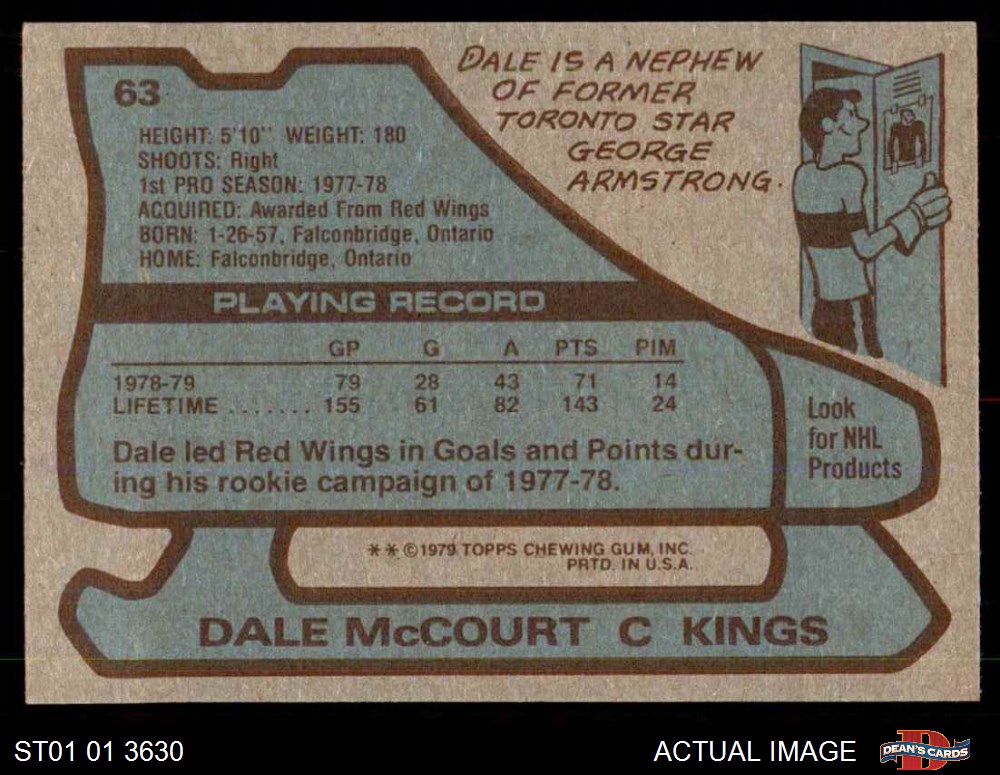 63
HEIGHT: 5'10" WEIGHT: 180
SHOOTS: Right
1st PRO SEASON: 1977-78
ACQUIRED: Awarded From Red Wings
BORN: 1-26-57, Falconbridge, Ontario
HOME: Falconbridge, Ontario
DALE IS A NEPHEW
OF FORMER
TORONTO STAR
GEORGE
ARMSTRONG.
PLAYING RECORD
GP G A PTS PIM
1978-79 79 28 43 71 14
LIFETIME ....... 155 61 82 143 24
Dale led Red Wings in Goals and Points dur-
ing his rookie campaign of 1977-78.
Look
for NHL
Products
** ©1979 TOPPS CHEWING GUM, INC.
PRTD. IN U.S.A.
DALE McCOURT C KINGS
ST01 01 3630
ACTUAL IMAGE
D
DEAN'S CARDS